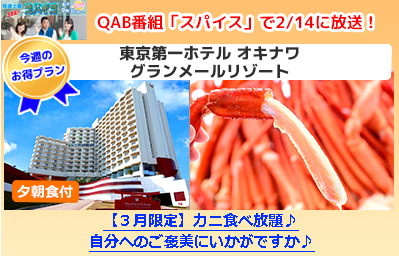 QAB番組「スパイス」で2/14に放送！
今週の
お得プラン
東京第一ホテル オキナワ
グランメールリゾート
夕朝食付
【３月限定】カニ食べ放題♪
自分へのご褒美にいかがですか♪